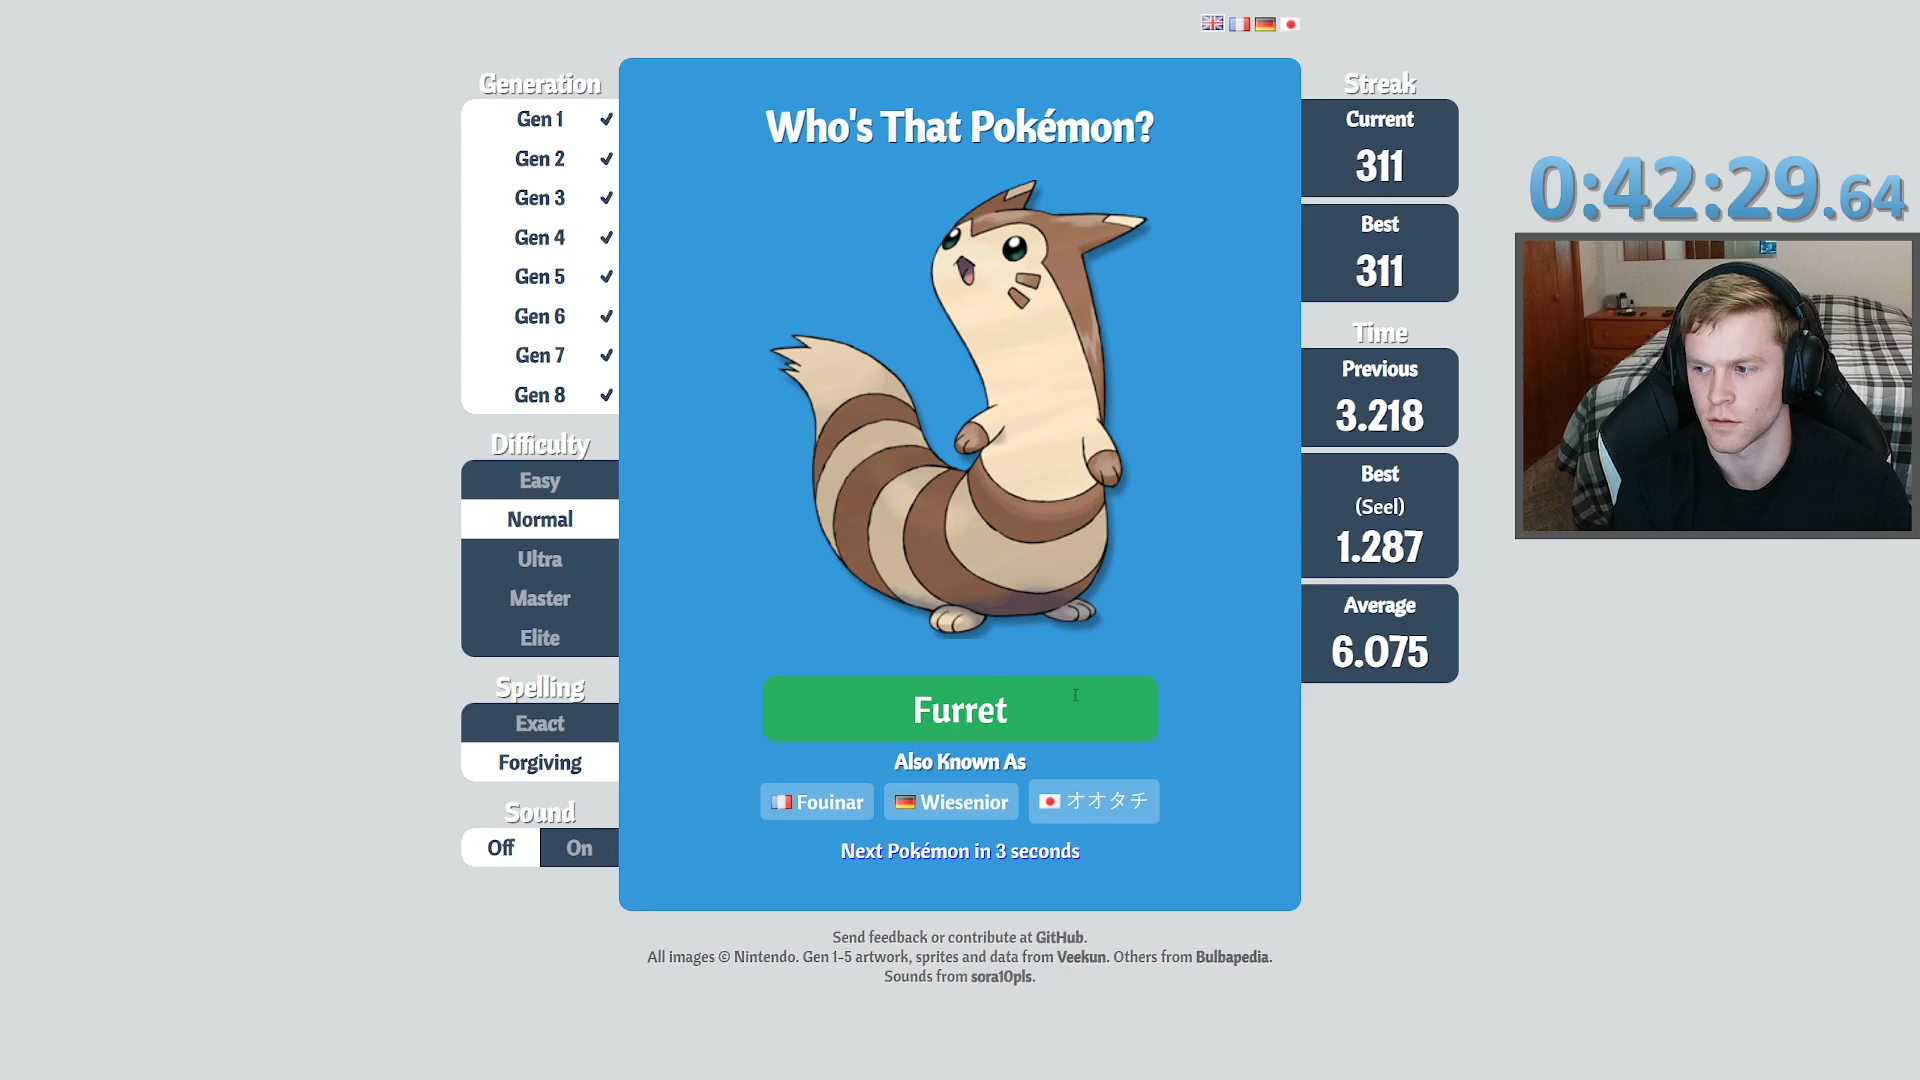 Generation
Gen 1 ✓
Gen 2 ✓
Gen 3 ✓
Gen 4 ✓
Gen 5 ✓
Gen 6 ✓
Gen 7 ✓
Gen 8 ✓
Difficulty
Easy
Normal
Ultra
Master
Elite
Spelling
Exact
Forgiving
Sound
Off On
Who's That Pokémon?
Furret
Also Known As
Fouinar Wiesenior オオタチ
Next Pokémon in 3 seconds
Send feedback or contribute at GitHub.
All images © Nintendo. Gen 1-5 artwork, sprites and data from Veekun. Others from Bulbapedia.
Sounds from sora10pls.
Streak
Current
311
Best
311
Time
Previous
3.218
Best
(Seel)
1.287
Average
6.075
0:42:29.64